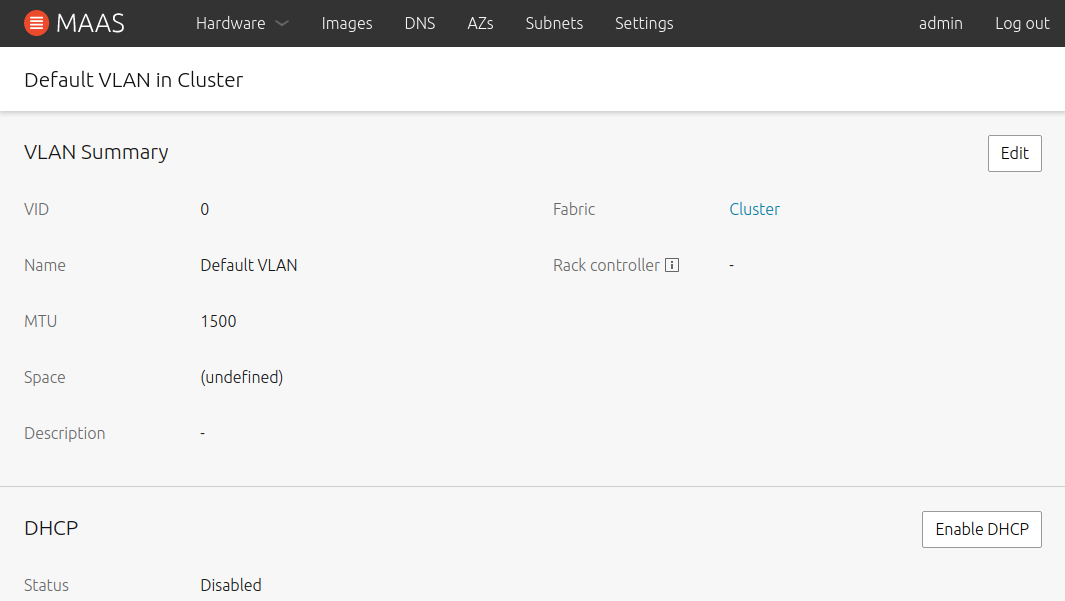 MAAS Hardware Images DNS AZs Subnets Settings admin Log out
Default VLAN in Cluster
VLAN Summary Edit
VID 0 Fabric Cluster
Name Default VLAN Rack controller -
MTU 1500
Space (undefined)
Description -
DHCP Enable DHCP
Status Disabled